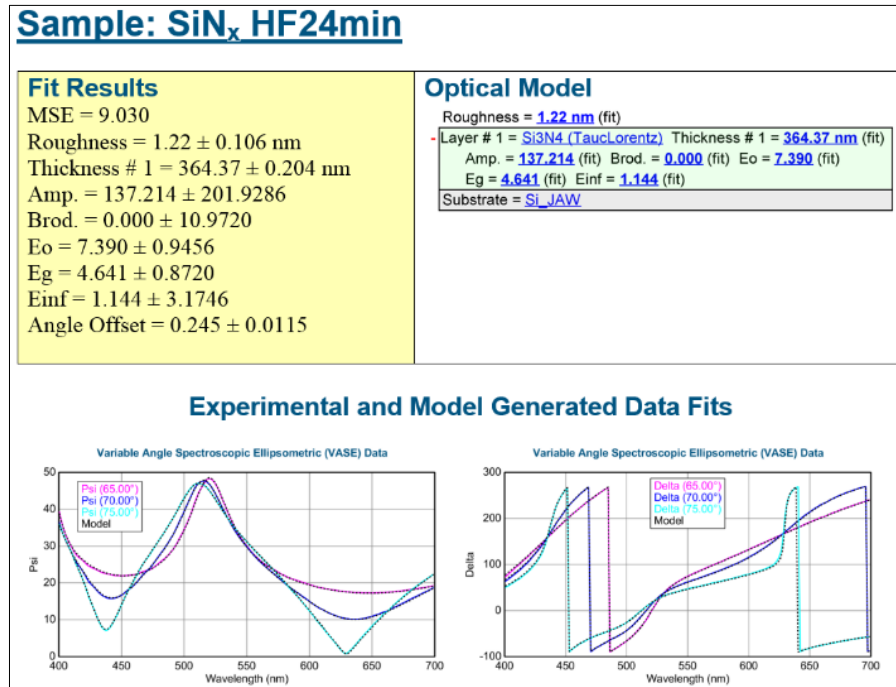 Sample: SiNx HF24min
Fit Results
MSE = 9.030
Roughness = 1.22 ± 0.106 nm
Thickness # 1 = 364.37 ± 0.204 nm
Amp. = 137.214 ± 201.9286
Brod. = 0.000 ± 10.9720
Eo = 7.390 ± 0.9456
Eg = 4.641 ± 0.8720
Einf = 1.144 ± 3.1746
Angle Offset = 0.245 ± 0.0115
Optical Model
Roughness = 1.22 nm (fit)
- Layer # 1 = Si3N4 (TaucLorentz) Thickness # 1 = 364.37 nm (fit)
Amp. = 137.214 (fit) Brod. = 0.000 (fit) Eo = 7.390 (fit)
Eg = 4.641 (fit) Einf = 1.144 (fit)
Substrate = Si_JAW
Experimental and Model Generated Data Fits
Variable Angle Spectroscopic Ellipsometric (VASE) Data
Psi (65.00°)
Psi (70.00°)
Psi (75.00°)
Model
Psi
50
40
30
20
10
0
400 450 500 550 600 650 700
Wavelength (nm)
Variable Angle Spectroscopic Ellipsometric (VASE) Data
Delta (65.00°)
Delta (70.00°)
Delta (75.00°)
Model
Delta
300
200
100
0
-100
400 450 500 550 600 650 700
Wavelength (nm)